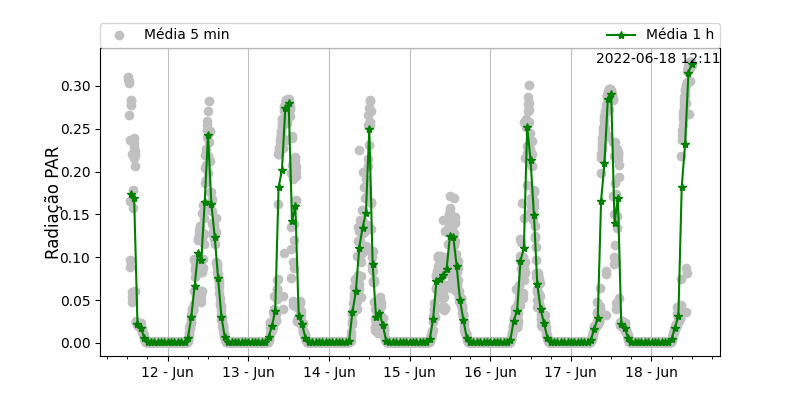 Média 5 min
Média 1 h
2022-06-18 12:11
Radiação PAR
0.30
0.25
0.20
0.15
0.10
0.05
0.00
12 - Jun
13 - Jun
14 - Jun
15 - Jun
16 - Jun
17 - Jun
18 - Jun